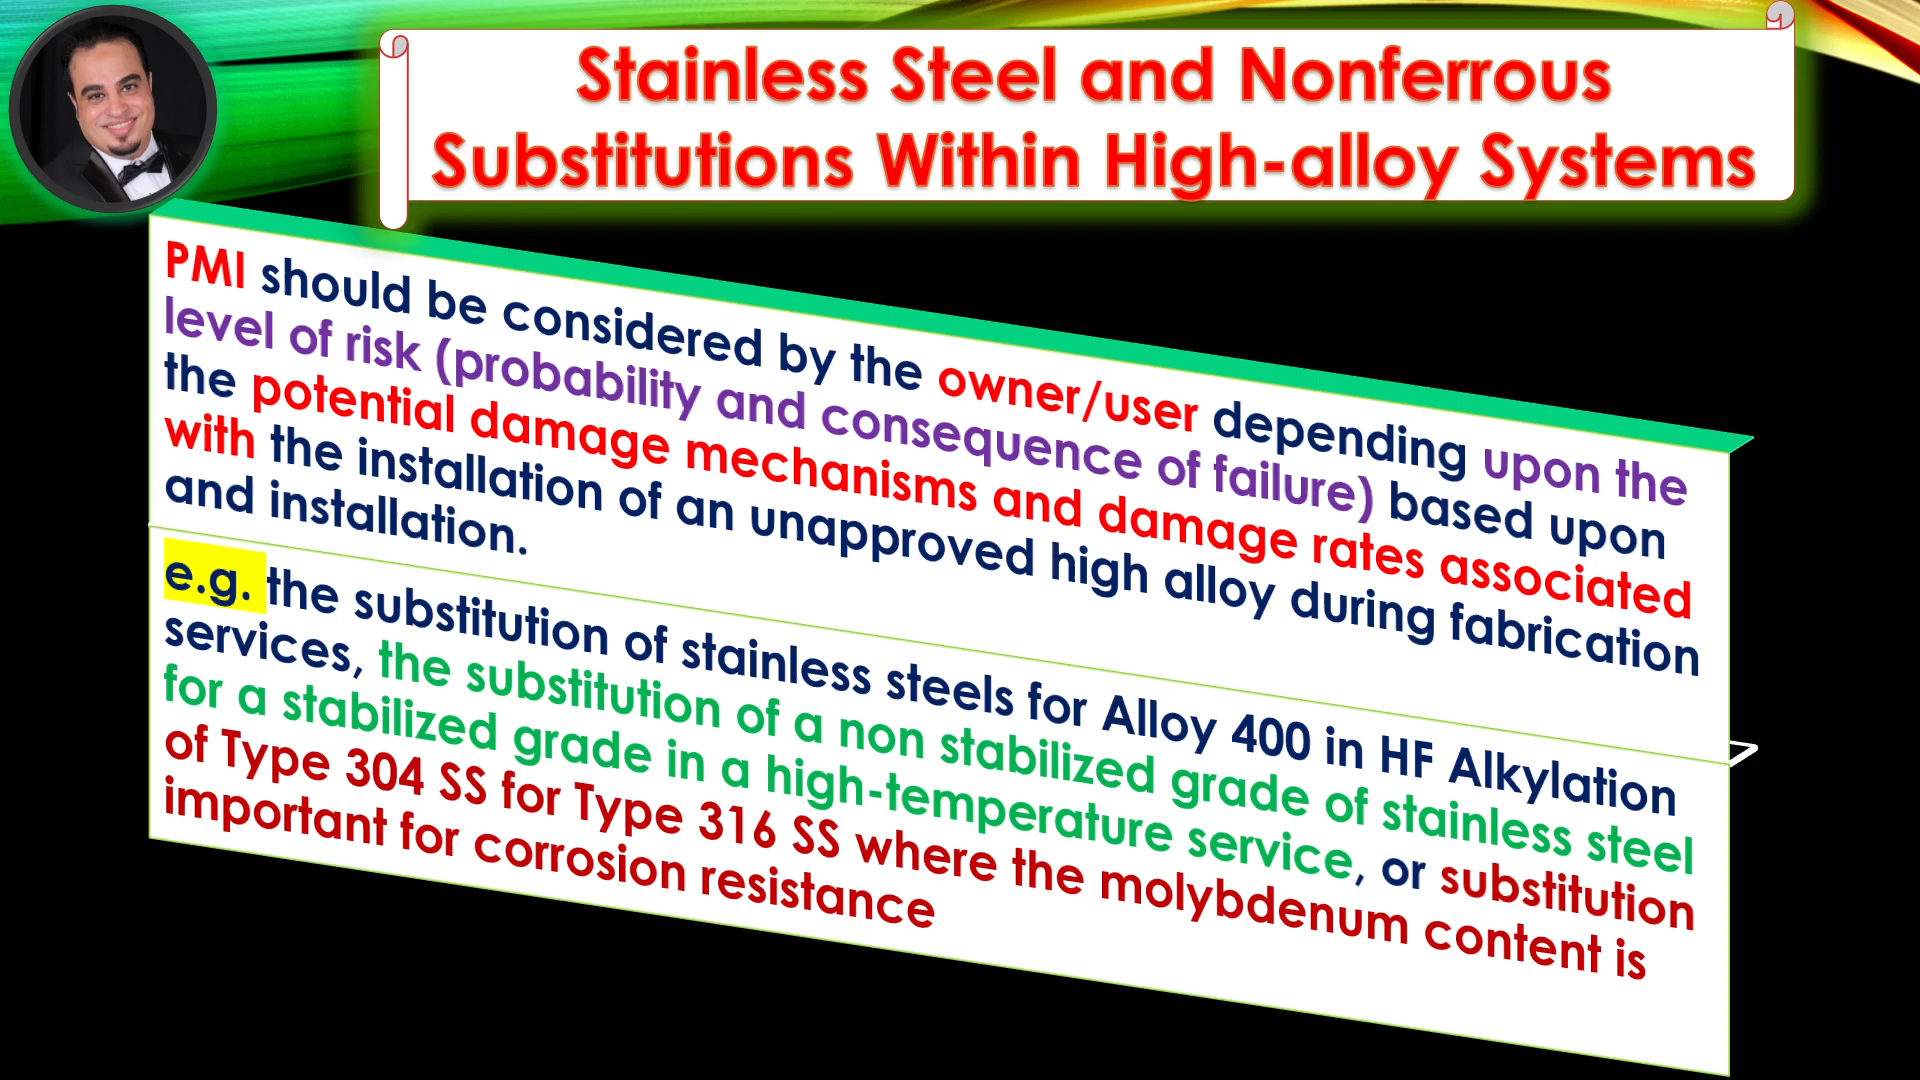 Stainless Steel and Nonferrous
Substitutions Within High-alloy Systems
PMI should be considered by the owner/user depending upon the
level of risk (probability and consequence of failure) based upon
the potential damage mechanisms and damage rates associated
with the installation of an unapproved high alloy during fabrication
and installation.
e.g. the substitution of stainless steels for Alloy 400 in HF Alkylation
services, the substitution of a non stabilized grade of stainless steel
for a stabilized grade in a high-temperature service, or substitution
of Type 304 SS for Type 316 SS where the molybdenum content is
important for corrosion resistance